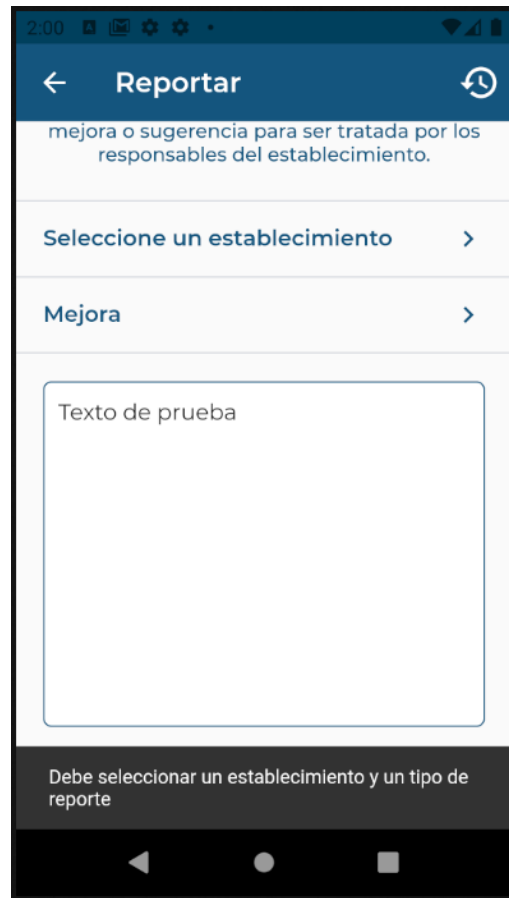 2:00
Reportar
mejora o sugerencia para ser tratada por los
responsables del establecimiento.
Seleccione un establecimiento
Mejora
Texto de prueba
Debe seleccionar un establecimiento y un tipo de
reporte